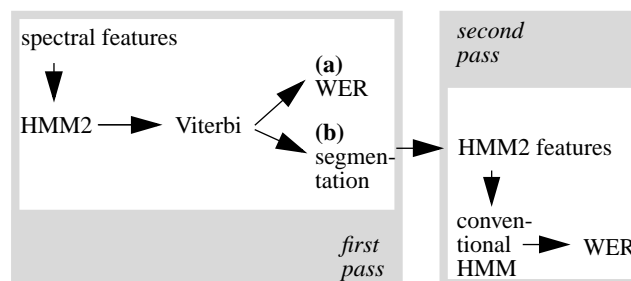 spectral features
HMM2
Viterbi
(a)
WER
(b)
segmen-
tation
first
pass
second
pass
HMM2 features
conven-
tional
HMM
WER